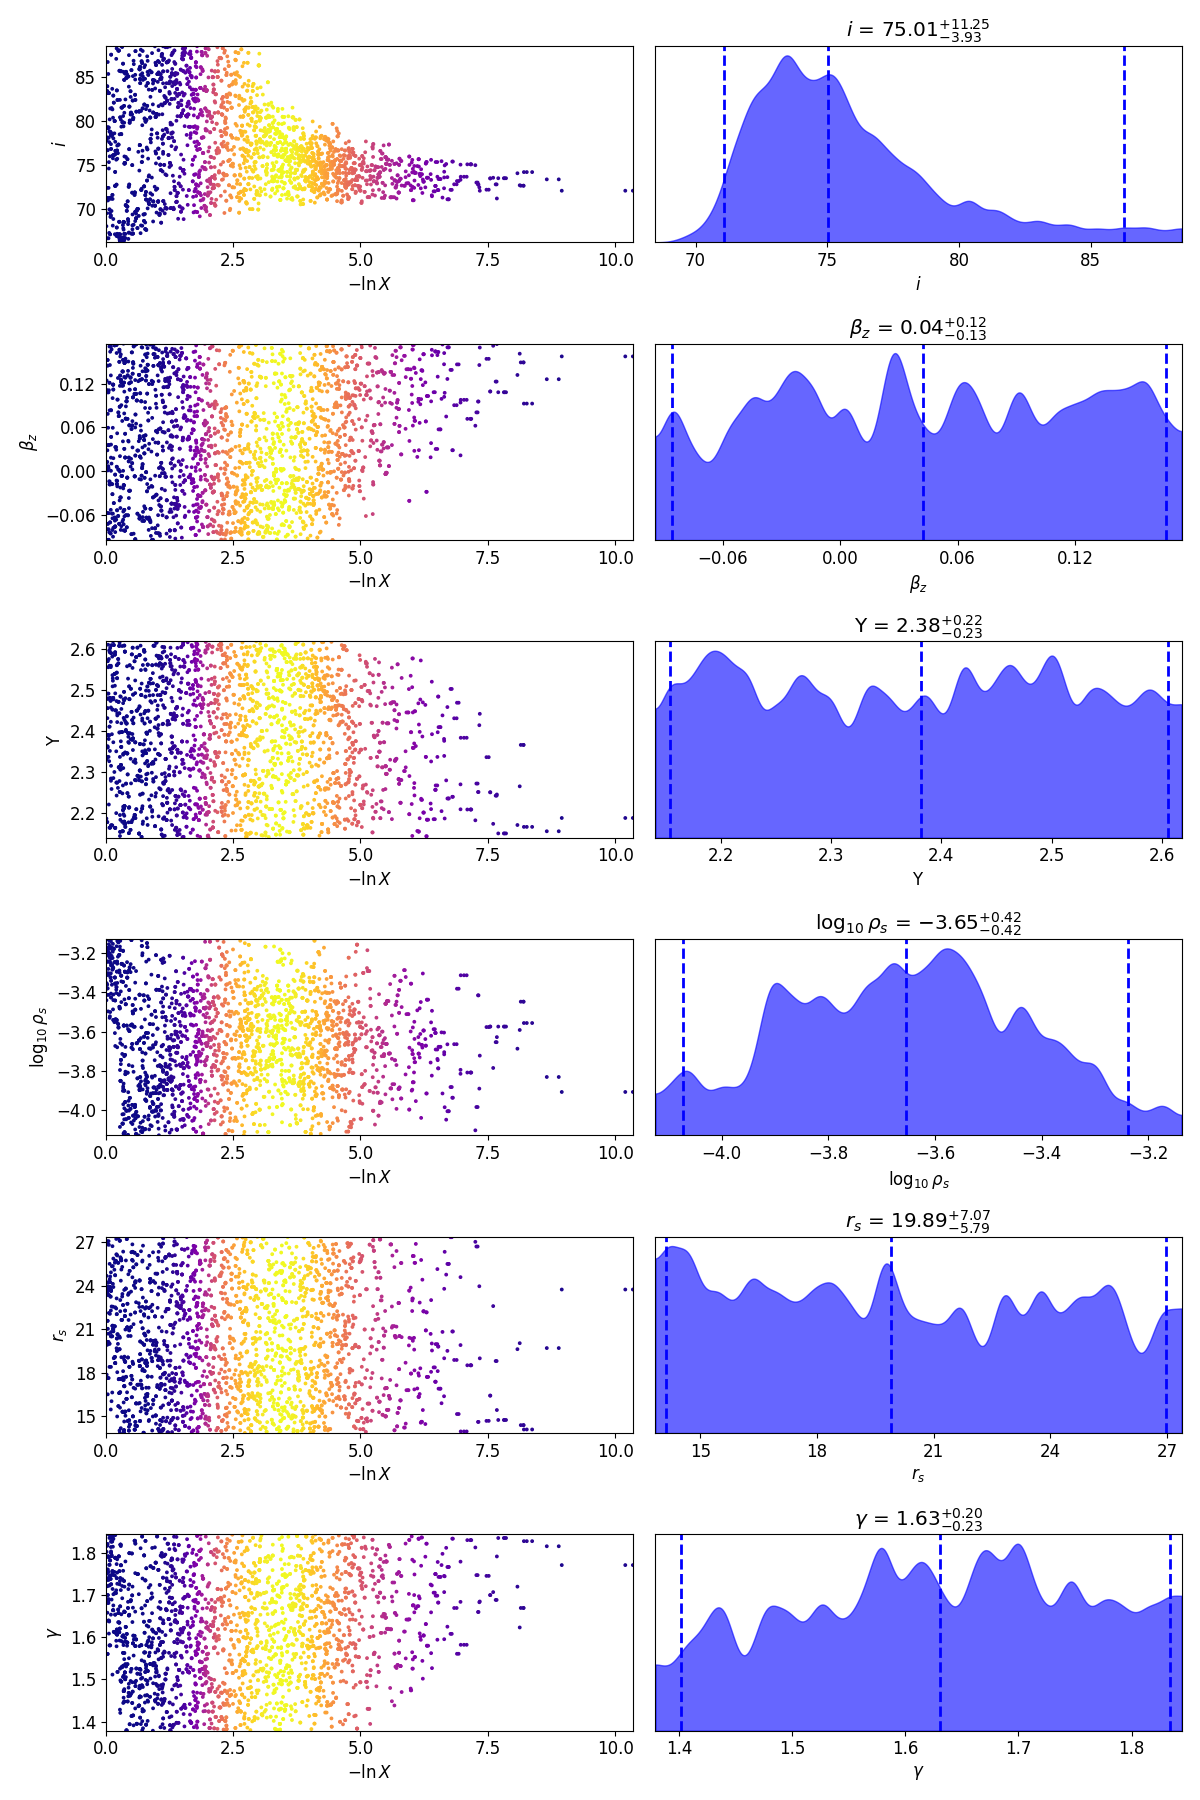 i = 75.01 +11.25 −3.93
85
80
75
70
i
0.0 2.5 5.0 7.5 10.0
−ln X
70 75 80 85
i
βz = 0.04 +0.12 −0.13
0.12
0.06
0.00
−0.06
βz
0.0 2.5 5.0 7.5 10.0
−ln X
−0.06 0.00 0.06 0.12
βz
Y = 2.38 +0.22 −0.23
2.6
2.5
2.4
2.3
2.2
Y
0.0 2.5 5.0 7.5 10.0
−ln X
2.2 2.3 2.4 2.5 2.6
Y
log10 ρs = −3.65 +0.42 −0.42
−3.2
−3.4
−3.6
−3.8
−4.0
log10 ρs
0.0 2.5 5.0 7.5 10.0
−ln X
−4.0 −3.8 −3.6 −3.4 −3.2
log10 ρs
rs = 19.89 +7.07 −5.79
27
24
21
18
15
rs
0.0 2.5 5.0 7.5 10.0
−ln X
15 18 21 24 27
rs
γ = 1.63 +0.20 −0.23
1.8
1.7
1.6
1.5
1.4
γ
0.0 2.5 5.0 7.5 10.0
−ln X
1.4 1.5 1.6 1.7 1.8
γ